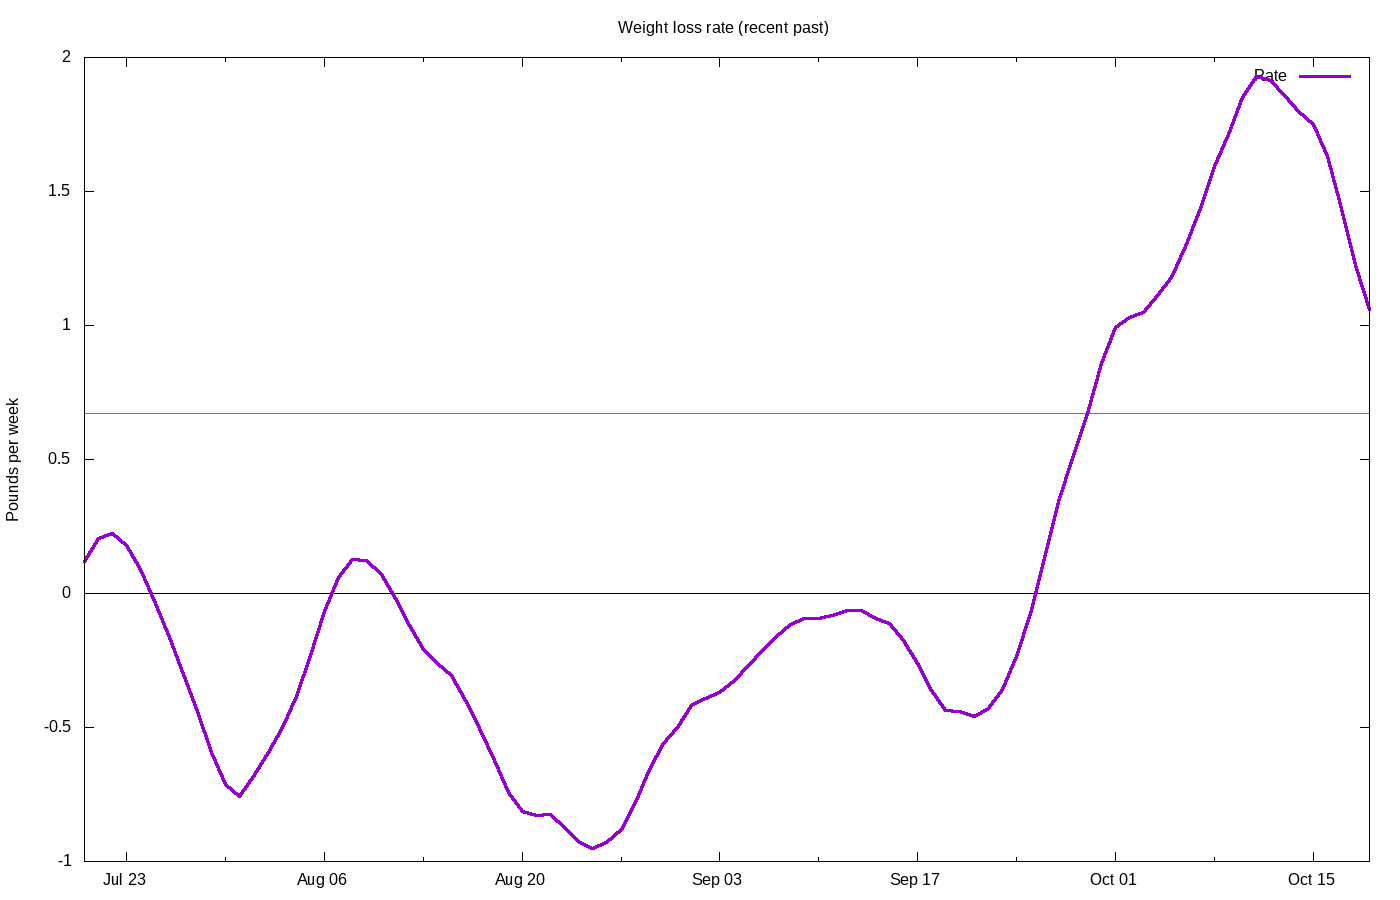 Weight loss rate (recent past)
Rate
Pounds per week
2
1.5
1
0.5
0
-0.5
-1
Jul 23
Aug 06
Aug 20
Sep 03
Sep 17
Oct 01
Oct 15